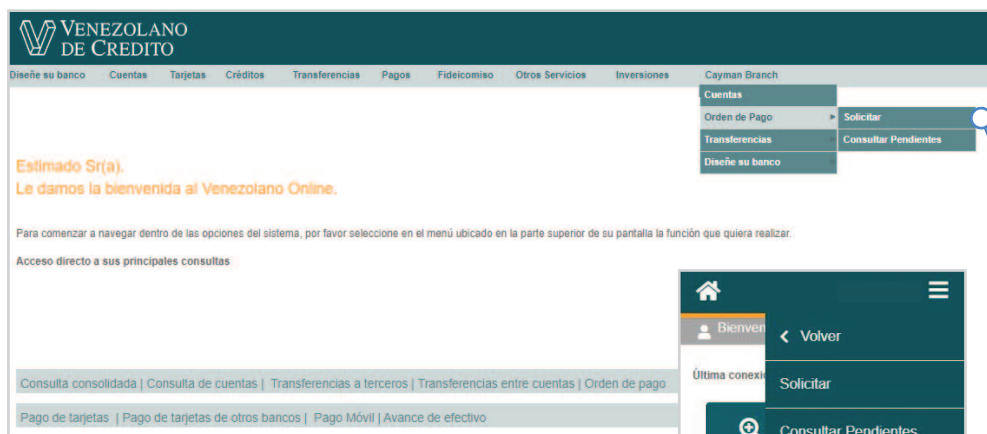 VENEZOLANO
DE CREDITO
Diseñe su banco Cuentas Tarjetas Créditos Transferencias Pagos Fideicomiso Otros Servicios Inversiones Cayman Branch
Cuentas
Orden de Pago Solicitar
Transferencias Consultar Pendientes
Diseñe su banco
Estimado Sr(a).
Le damos la bienvenida al Venezolano Online.
Para comenzar a navegar dentro de las opciones del sistema, por favor seleccione en el menú ubicado en la parte superior de su pantalla la función que quiera realizar.
Acceso directo a sus principales consultas
Consulta consolidada | Consulta de cuentas | Transferencias a terceros | Transferencias entre cuentas | Orden de pago
Pago de tarjetas | Pago de tarjetas de otros bancos | Pago Móvil | Avance de efectivo
Bienven
Volver
Última conexi
Solicitar
Consultar Pendientes